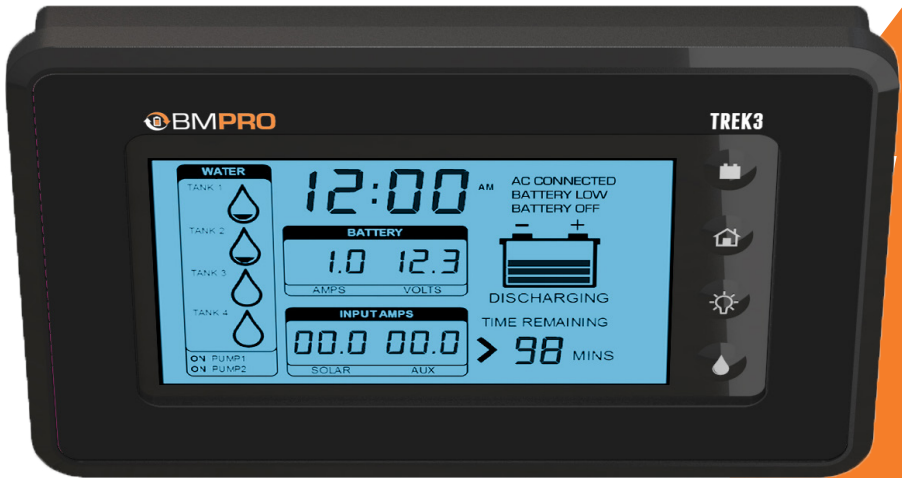 BMPRO
TREK3
WATER
TANK 1
TANK 2
TANK 3
TANK 4
ON PUMP1
ON PUMP2
12:00 AM
BATTERY
1.0 12.3
AMPS VOLTS
INPUT AMPS
00.0 00.0
SOLAR AUX
AC CONNECTED
BATTERY LOW
BATTERY OFF
- +
DISCHARGING
TIME REMAINING
> 98 MINS